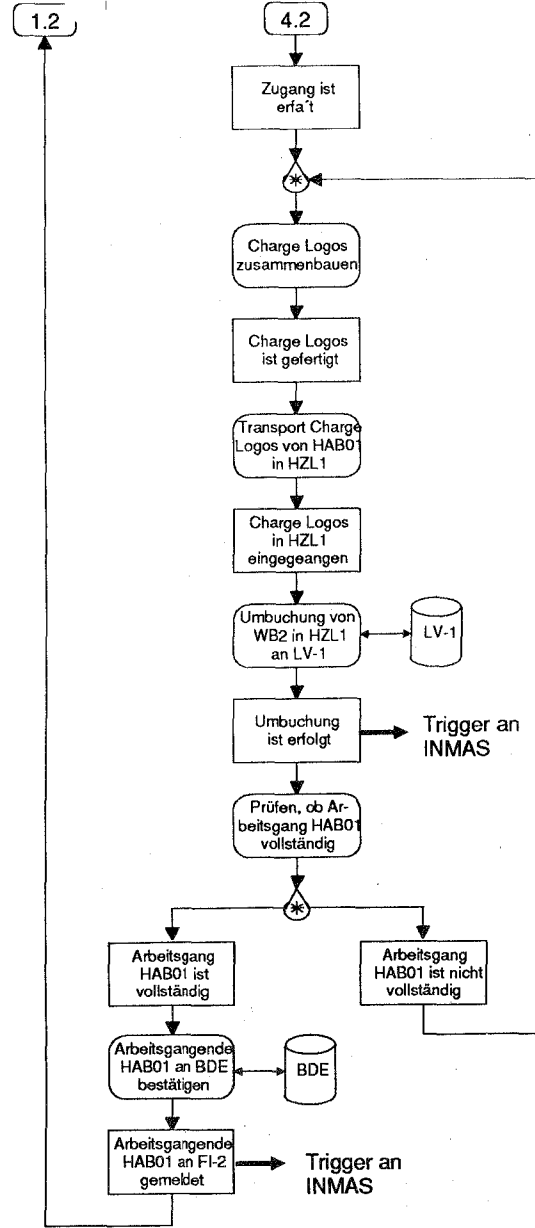 1.2
4.2
Zugang ist
erfa´t
Charge Logos
zusammenbauen
Charge Logos
ist gefertigt
Transport Charge
Logos von HAB01
in HZL1
Charge Logos
in HZL1
eingegeangen
Umbuchung von
WB2 in HZL1
an LV-1
LV-1
Umbuchung
ist erfolgt
Trigger an
INMAS
Prüfen, ob Ar-
beitsgang HAB01
vollständig
Arbeitsgang
HAB01 ist
vollständig
Arbeitsgang
HAB01 ist nicht
vollständig
Arbeitsgangende
HAB01 an BDE
bestätigen
BDE
Arbeitsgangende
HAB01 an FI-2
gemeldet
Trigger an
INMAS